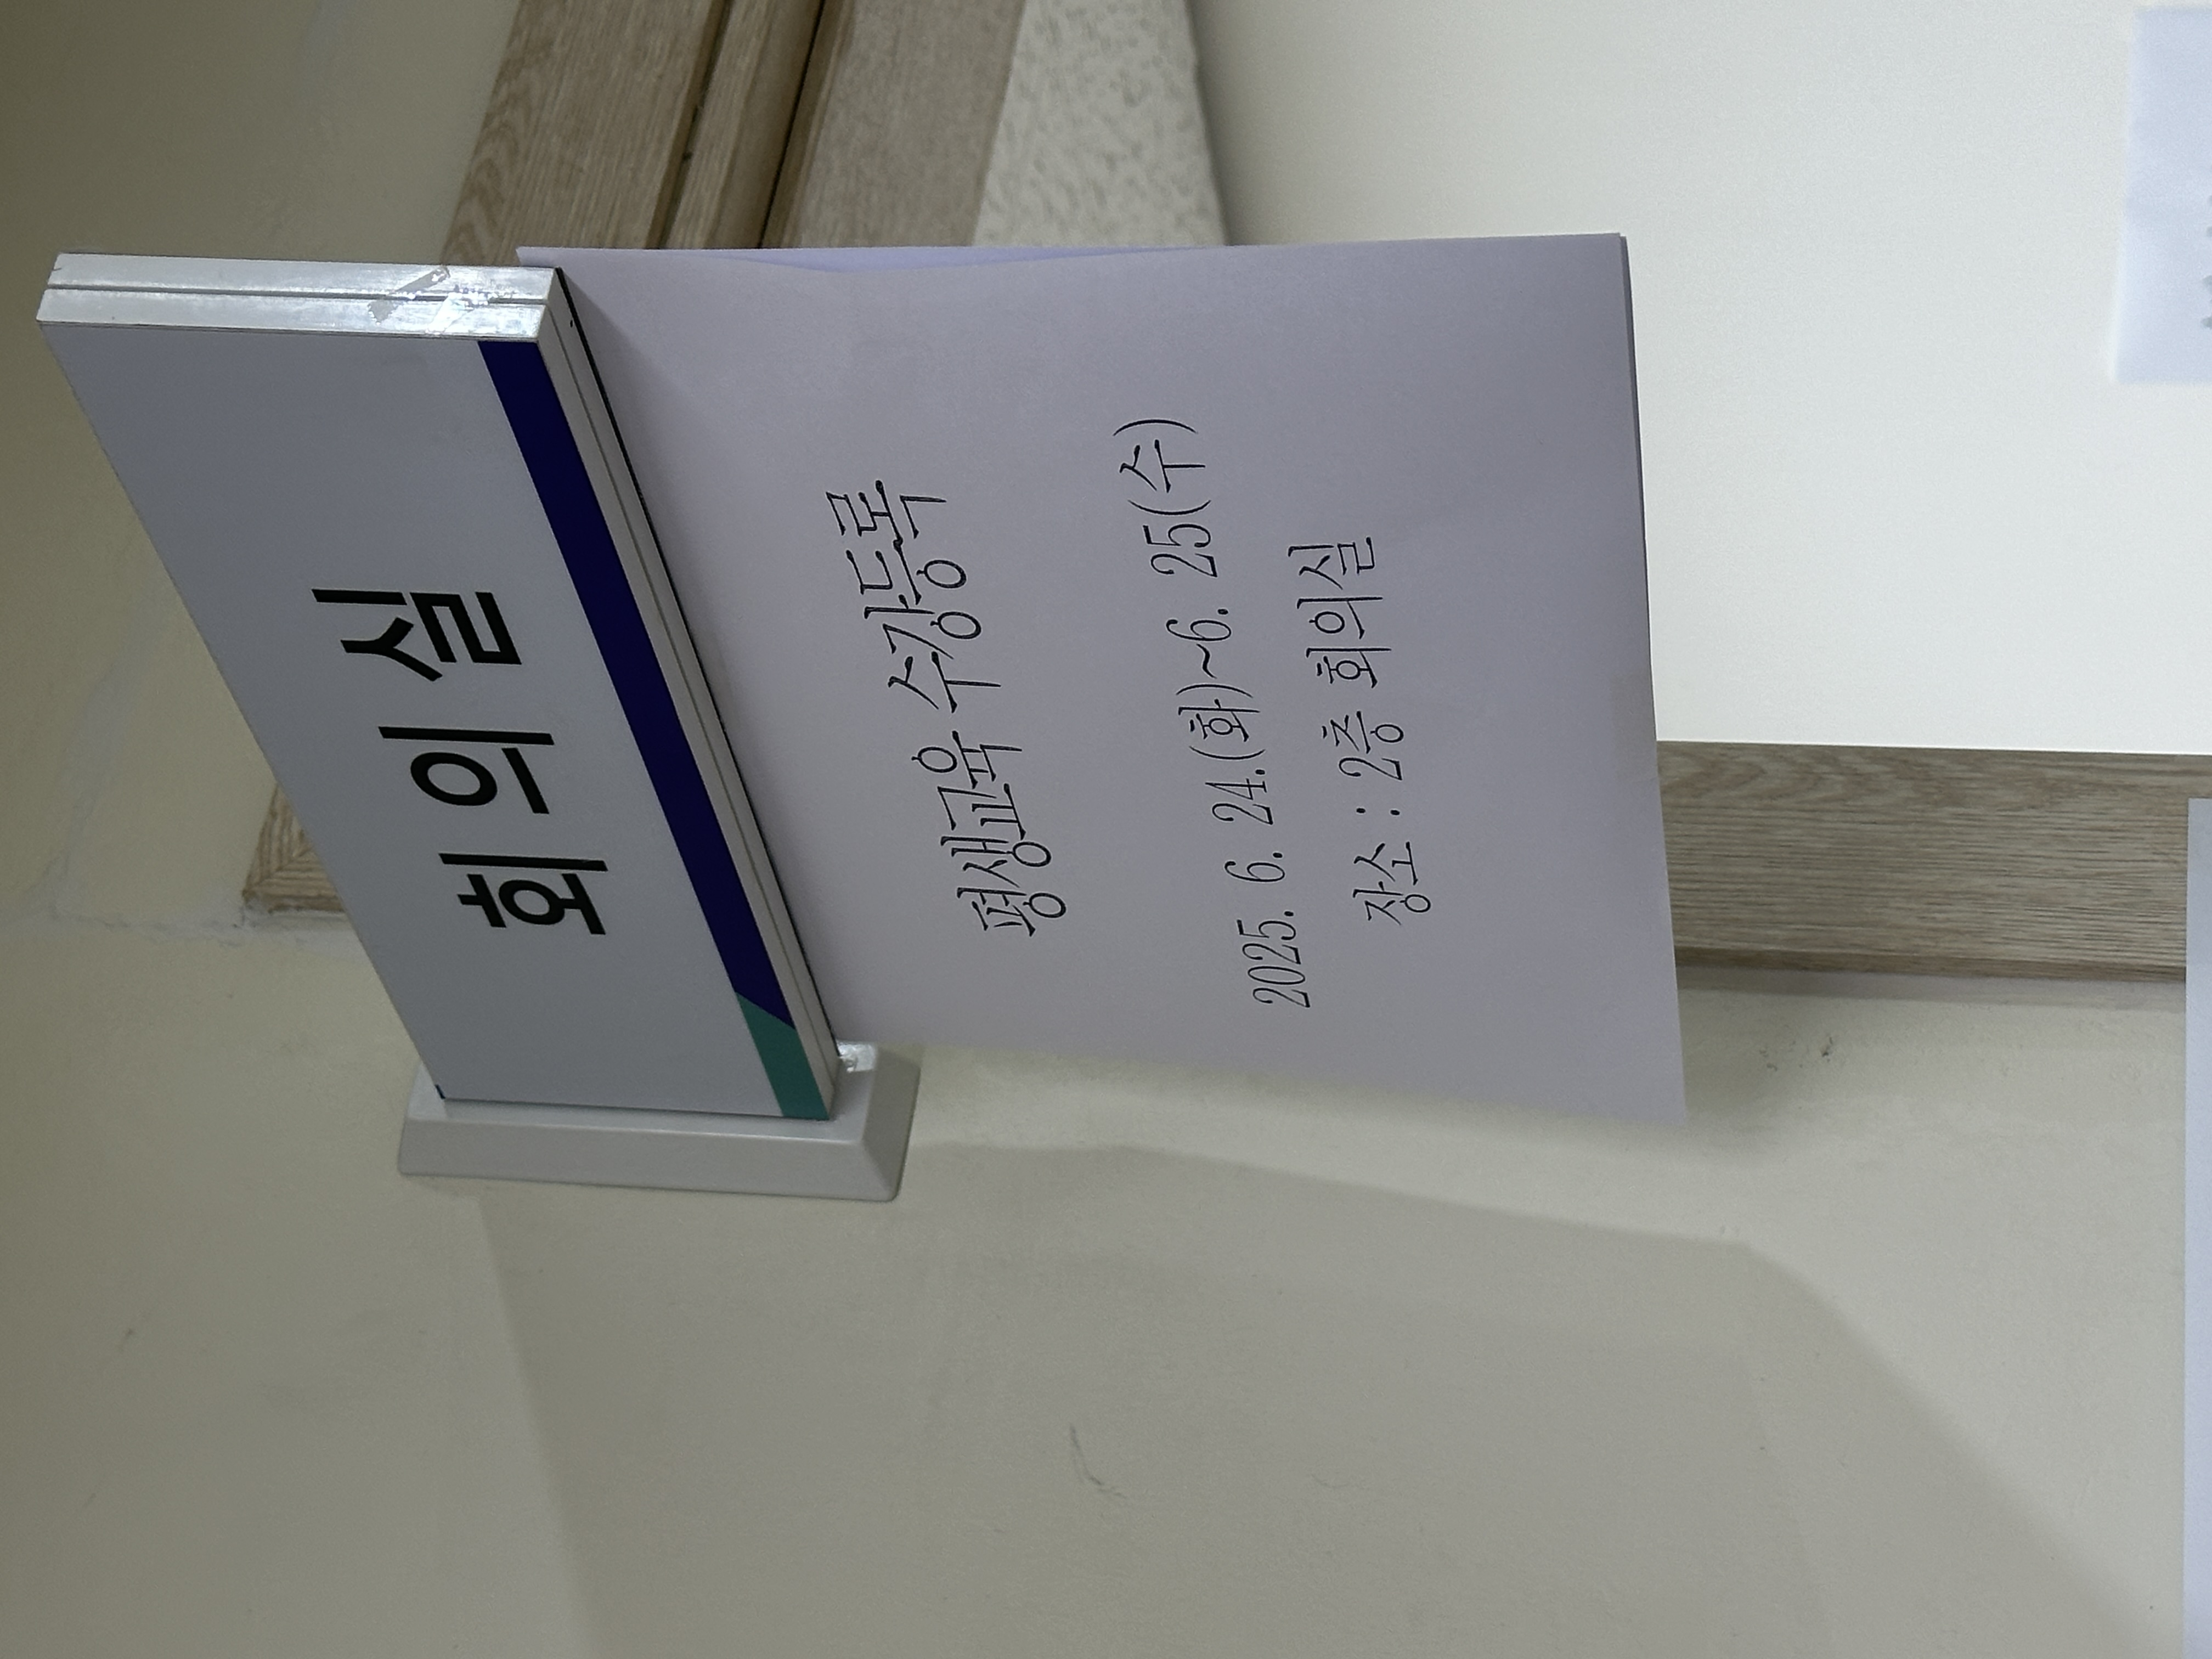 회의실
평생교육 수강등록
2025. 6. 24.(화)~6. 25(수)
장소 : 2층 회의실